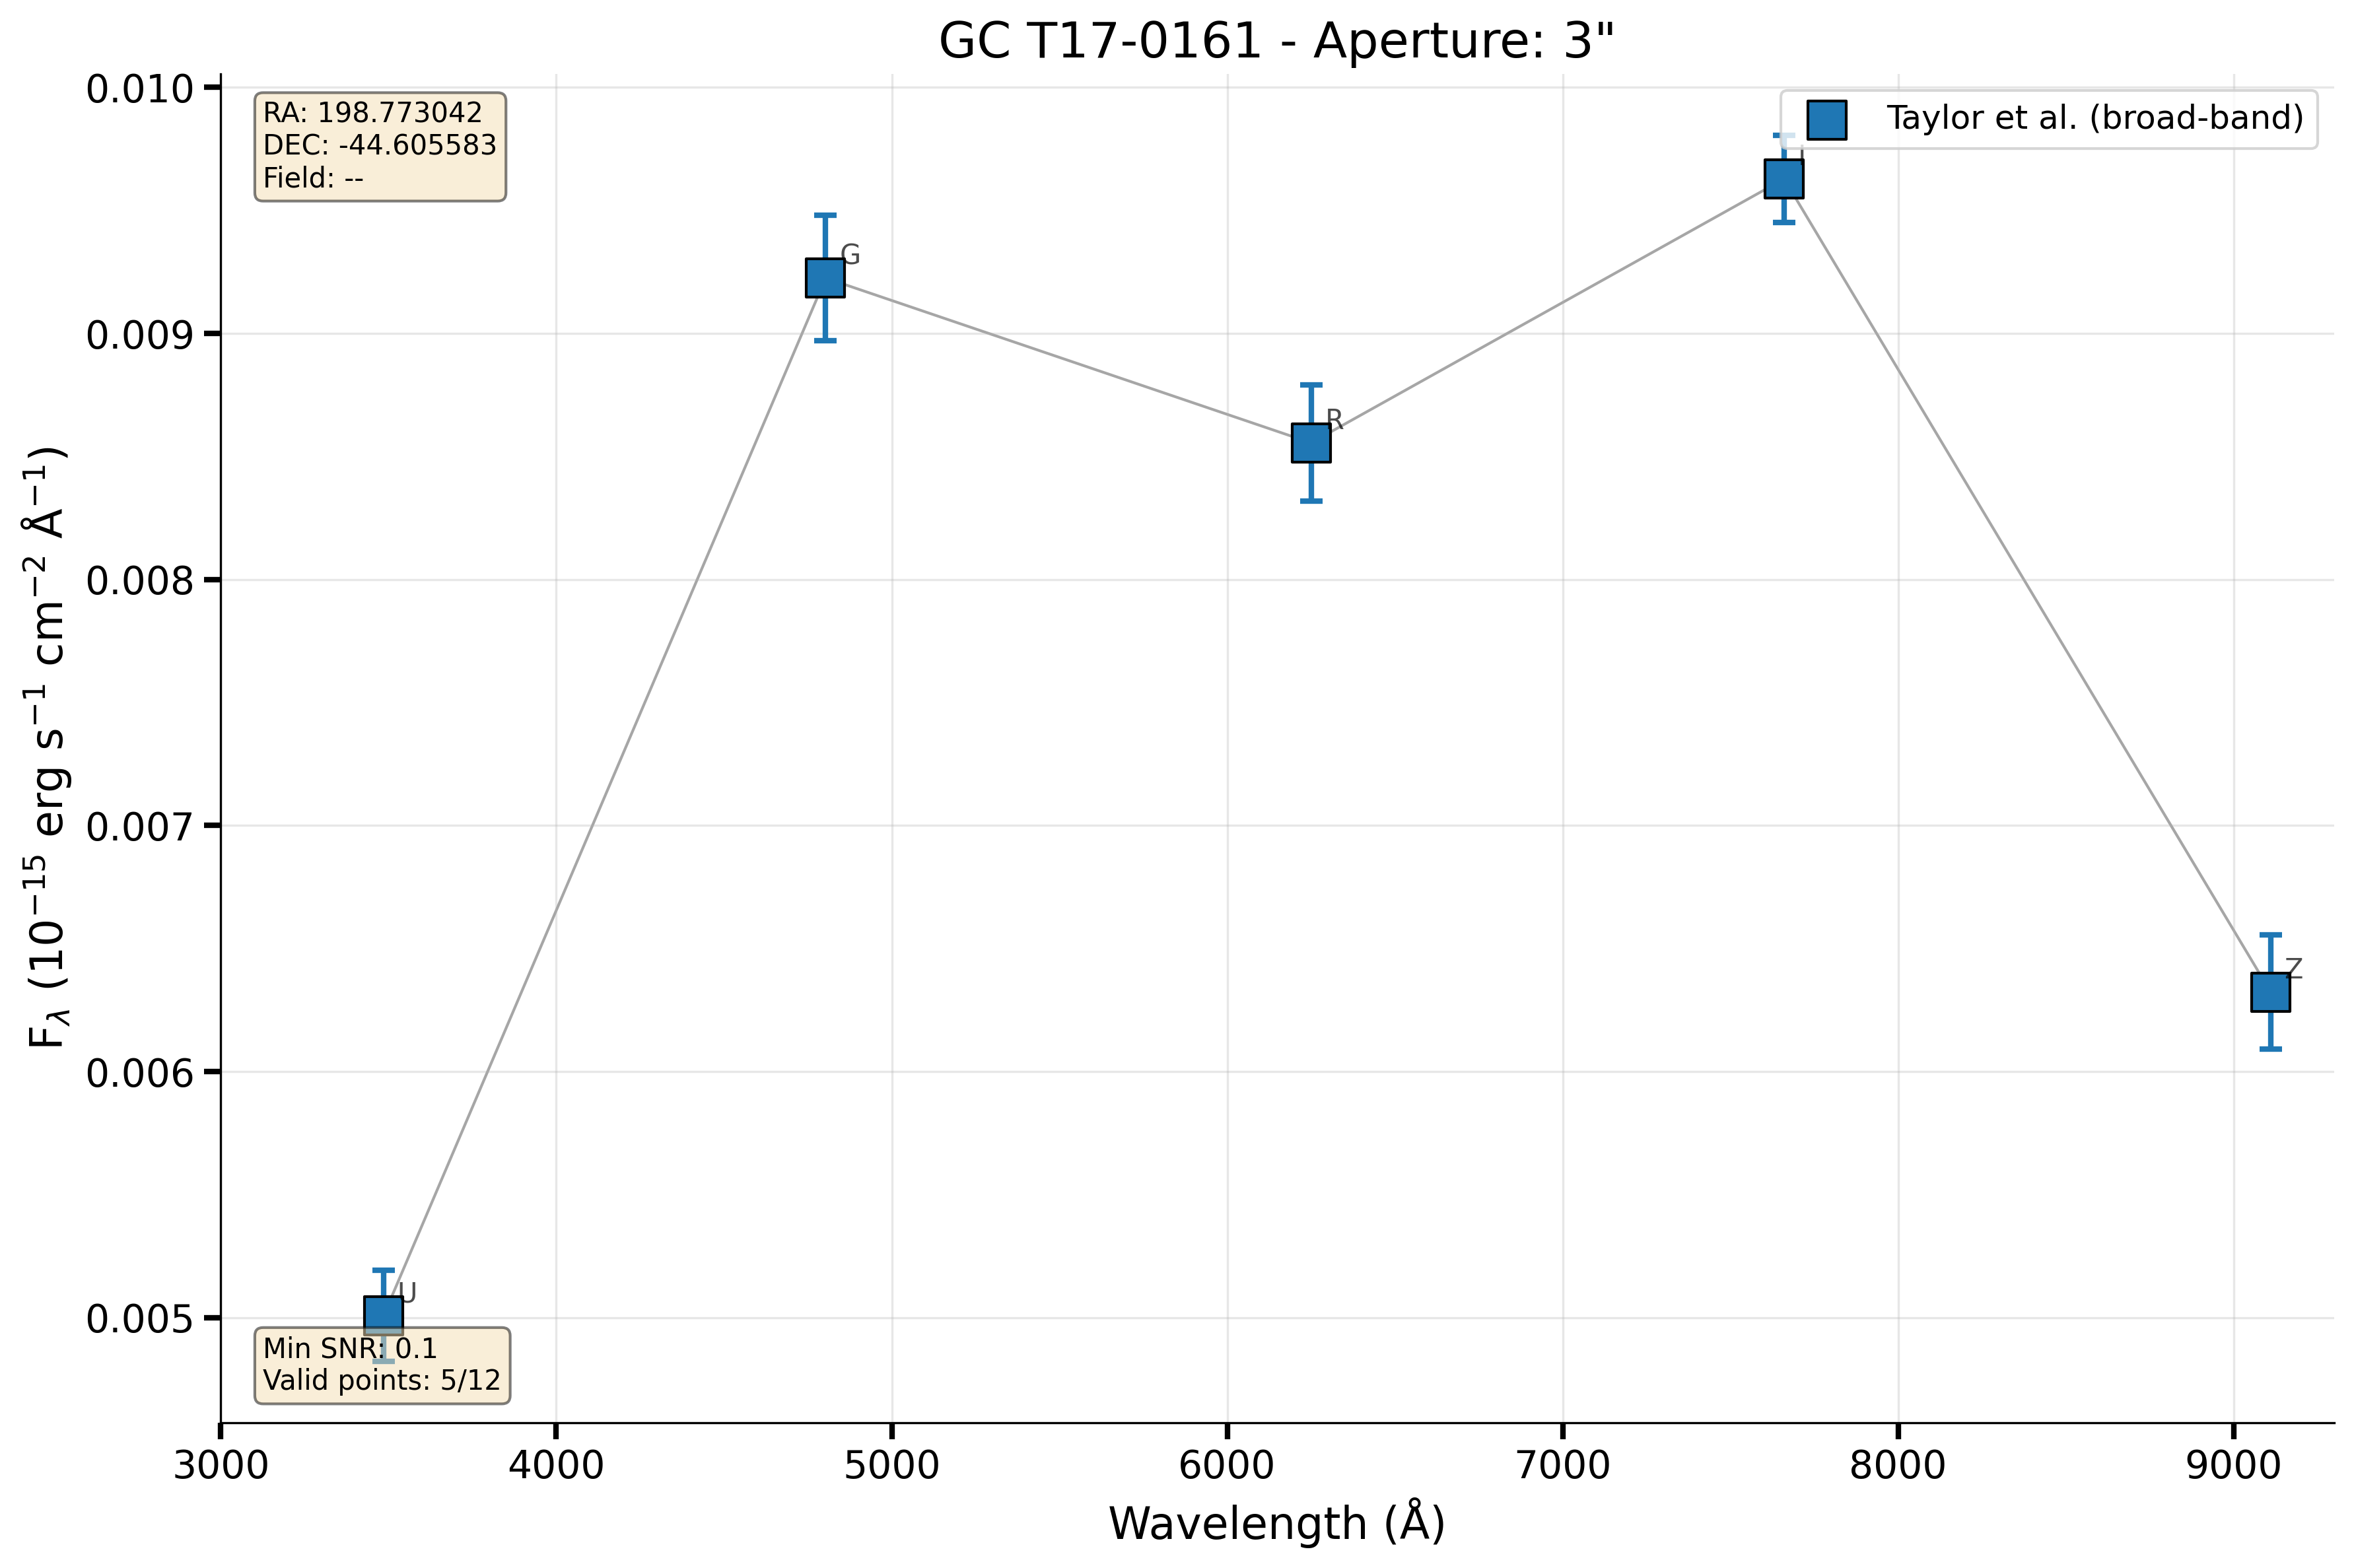 GC T17-0161 - Aperture: 3"
RA: 198.773042
DEC: -44.605583
Field: --
Taylor et al. (broad-band)
I
G
R
Z
U
Min SNR: 0.1
Valid points: 5/12
0.010
0.009
0.008
0.007
0.006
0.005
F_λ (10⁻¹⁵ erg s⁻¹ cm⁻² Å⁻¹)
3000 4000 5000 6000 7000 8000 9000
Wavelength (Å)